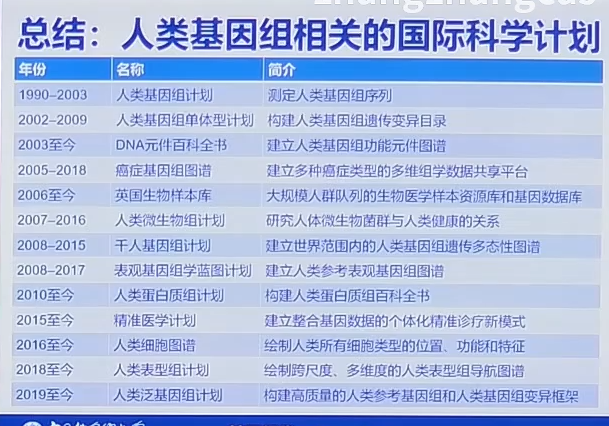 zhangzhangcas
总结：人类基因组相关的国际科学计划
年份 名称 简介
1990–2003 人类基因组计划 测定人类基因组序列
2002–2009 人类基因组单体型计划 构建人类基因组遗传变异目录
2003至今 DNA元件百科全书 建立人类基因组功能元件图谱
2005–2018 癌症基因组图谱 建立多种癌症类型的多维组学数据共享平台
2006至今 英国生物样本库 大规模人群队列的生物医学样本资源库和基因数据库
2007–2016 人类微生物组计划 研究人体微生物菌群与人类健康的关系
2008–2015 千人基因组计划 建立世界范围内的人类基因组遗传多态性图谱
2008–2017 表观基因组学蓝图计划 建立人类参考表观基因组图谱
2010至今 人类蛋白质组计划 构建人类蛋白质组百科全书
2015至今 精准医学计划 建立整合基因数据的个体化精准诊疗新模式
2016至今 人类细胞图谱 绘制人类所有细胞类型的位置、功能和特征
2018至今 人类表型组计划 绘制跨尺度、多维度的人类表型组导航图谱
2019至今 人类泛基因组计划 构建高质量的人类参考基因组和人类基因组变异框架